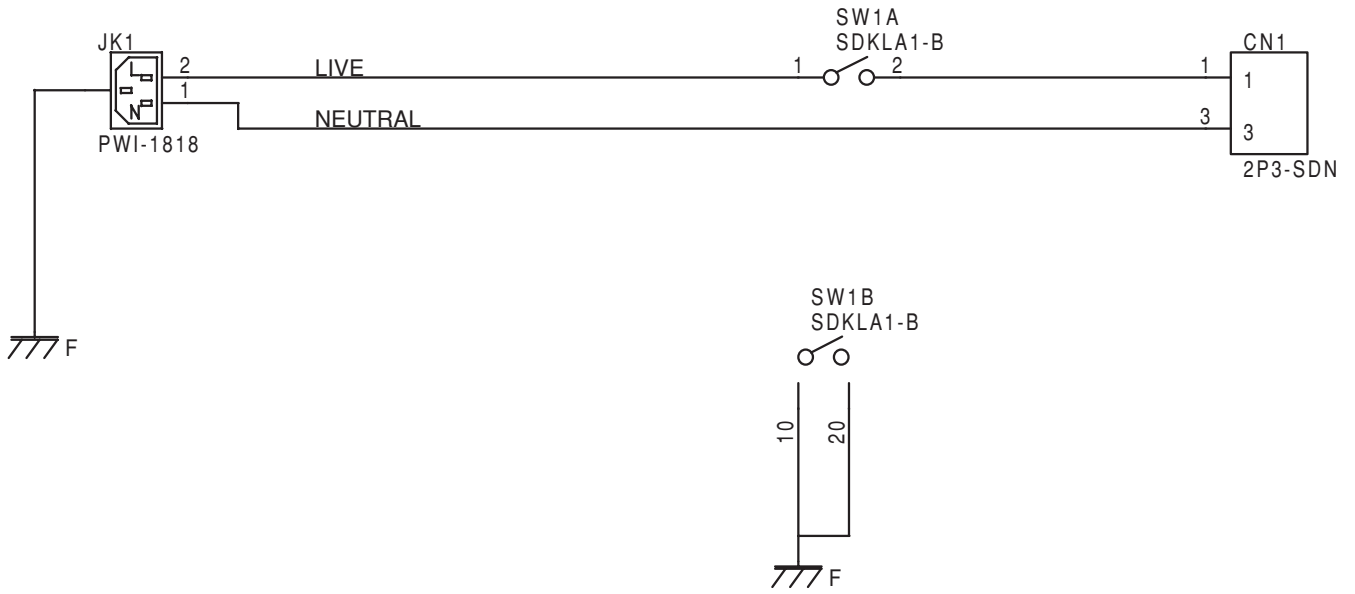 SW1A
SDKLA1-B
JK1
CN1
2
LIVE
1
2
1
1
L
1
N
NEUTRAL
3
3
PWI-1818
2P3-SDN
SW1B
SDKLA1-B
F
10
20
F